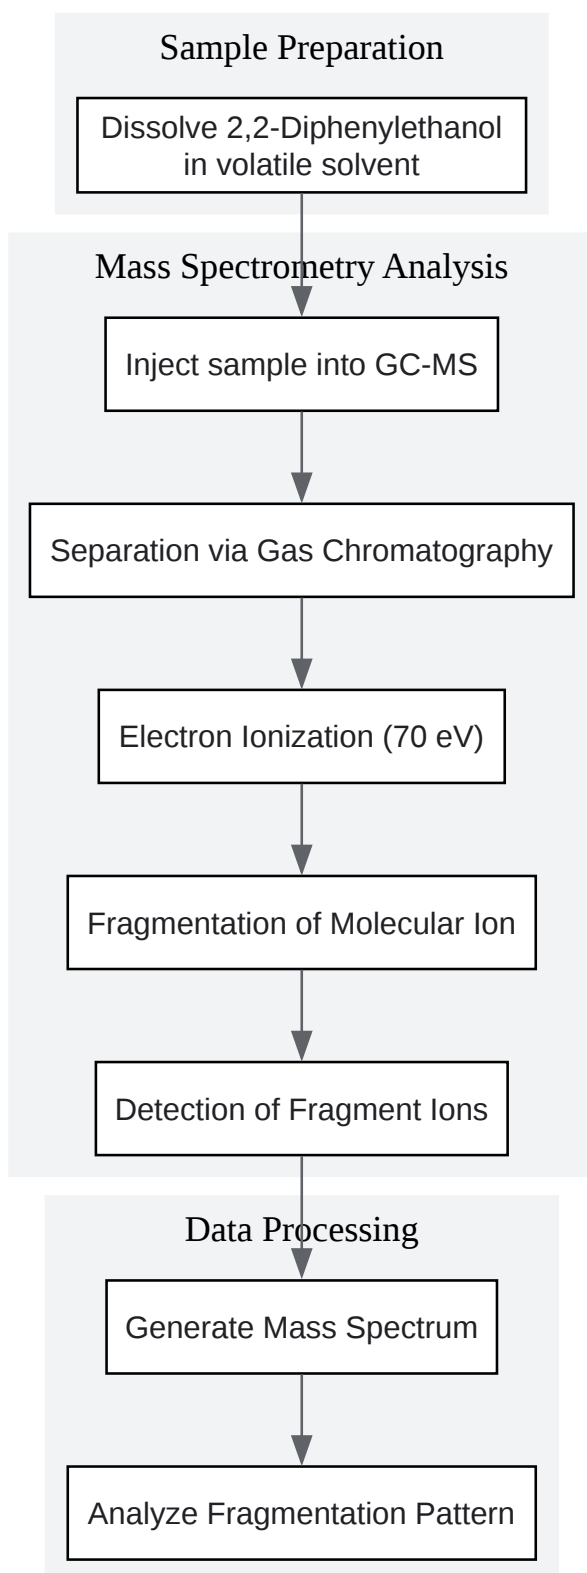 Sample Preparation
Dissolve 2,2-Diphenylethanol
in volatile solvent
Mass Spectrometry Analysis
Inject sample into GC-MS
Separation via Gas Chromatography
Electron Ionization (70 eV)
Fragmentation of Molecular Ion
Detection of Fragment Ions
Data Processing
Generate Mass Spectrum
Analyze Fragmentation Pattern